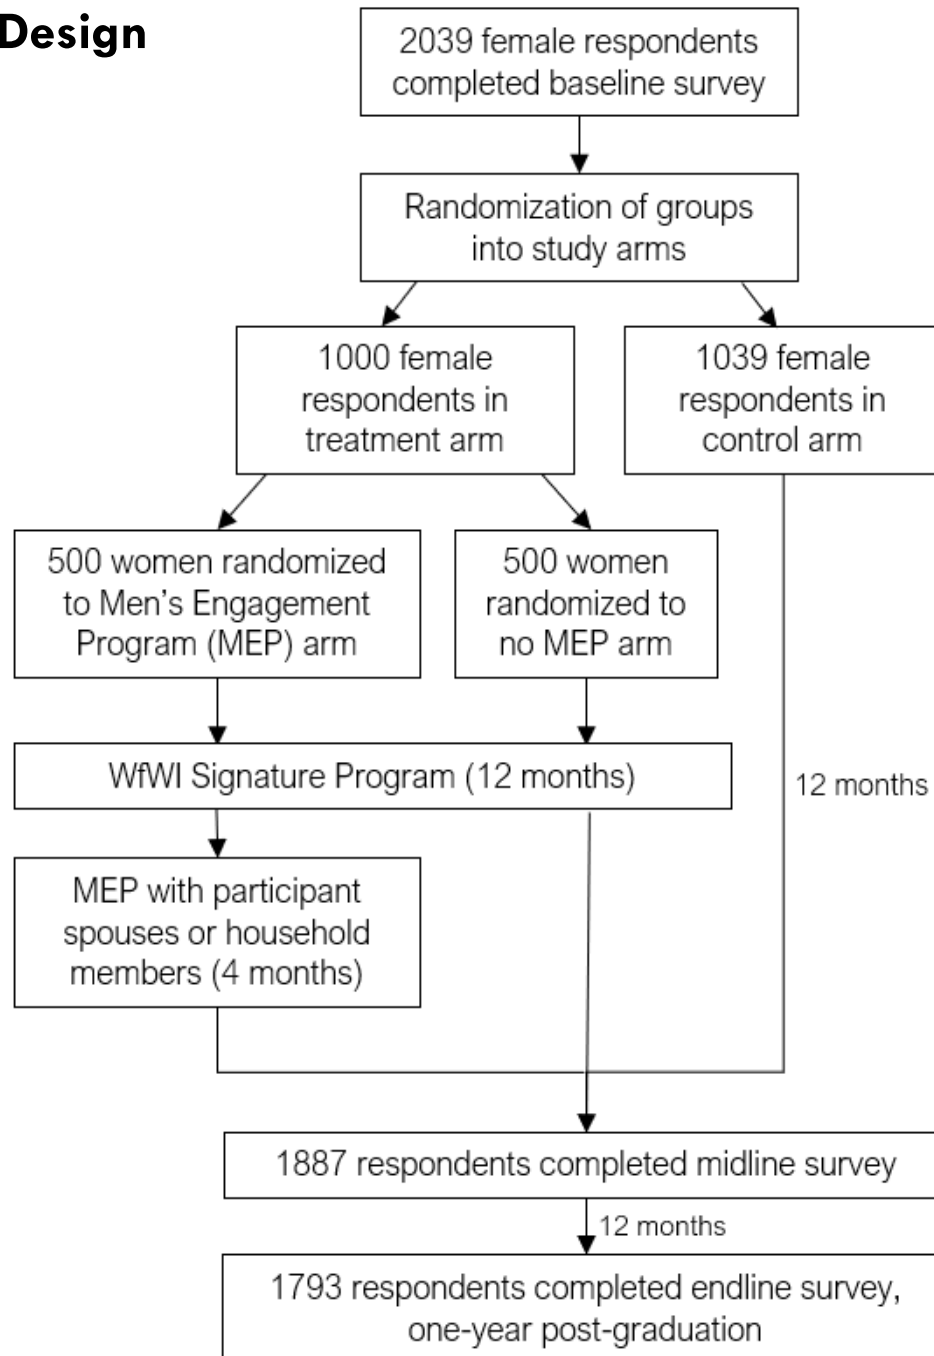 Design
2039 female respondents
completed baseline survey
Randomization of groups
into study arms
1000 female
respondents in
treatment arm
1039 female
respondents in
control arm
500 women randomized
to Men's Engagement
Program (MEP) arm
500 women
randomized to
no MEP arm
WfWI Signature Program (12 months)
12 months
MEP with participant
spouses or household
members (4 months)
1887 respondents completed midline survey
12 months
1793 respondents completed endline survey,
one-year post-graduation